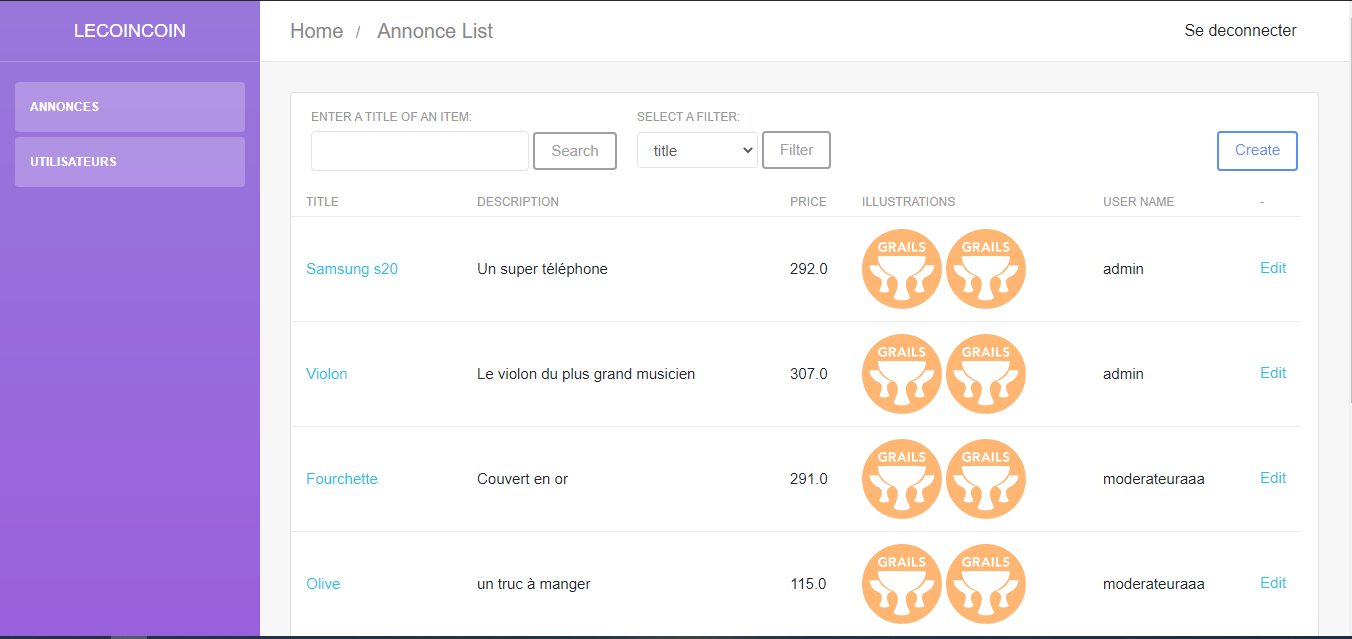 LECOINCOIN
Home / Annonce List
Se deconnecter
ANNONCES
UTILISATEURS
ENTER A TITLE OF AN ITEM:
SELECT A FILTER:
Search
title
Filter
Create
TITLE DESCRIPTION PRICE ILLUSTRATIONS USER NAME -
GRAILS GRAILS
Samsung s20 Un super téléphone 292.0 admin Edit
GRAILS GRAILS
Violon Le violon du plus grand musicien 307.0 admin Edit
GRAILS GRAILS
Fourchette Couvert en or 291.0 moderateuraaa Edit
GRAILS GRAILS
Olive un truc à manger 115.0 moderateuraaa Edit